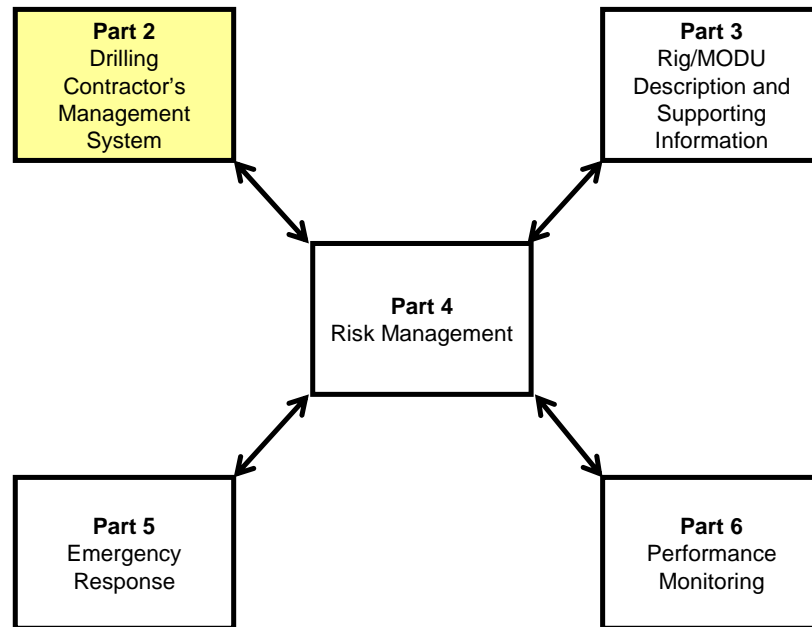 Part 2
Drilling
Contractor's
Management
System
Part 3
Rig/MODU
Description and
Supporting
Information
Part 4
Risk Management
Part 5
Emergency
Response
Part 6
Performance
Monitoring